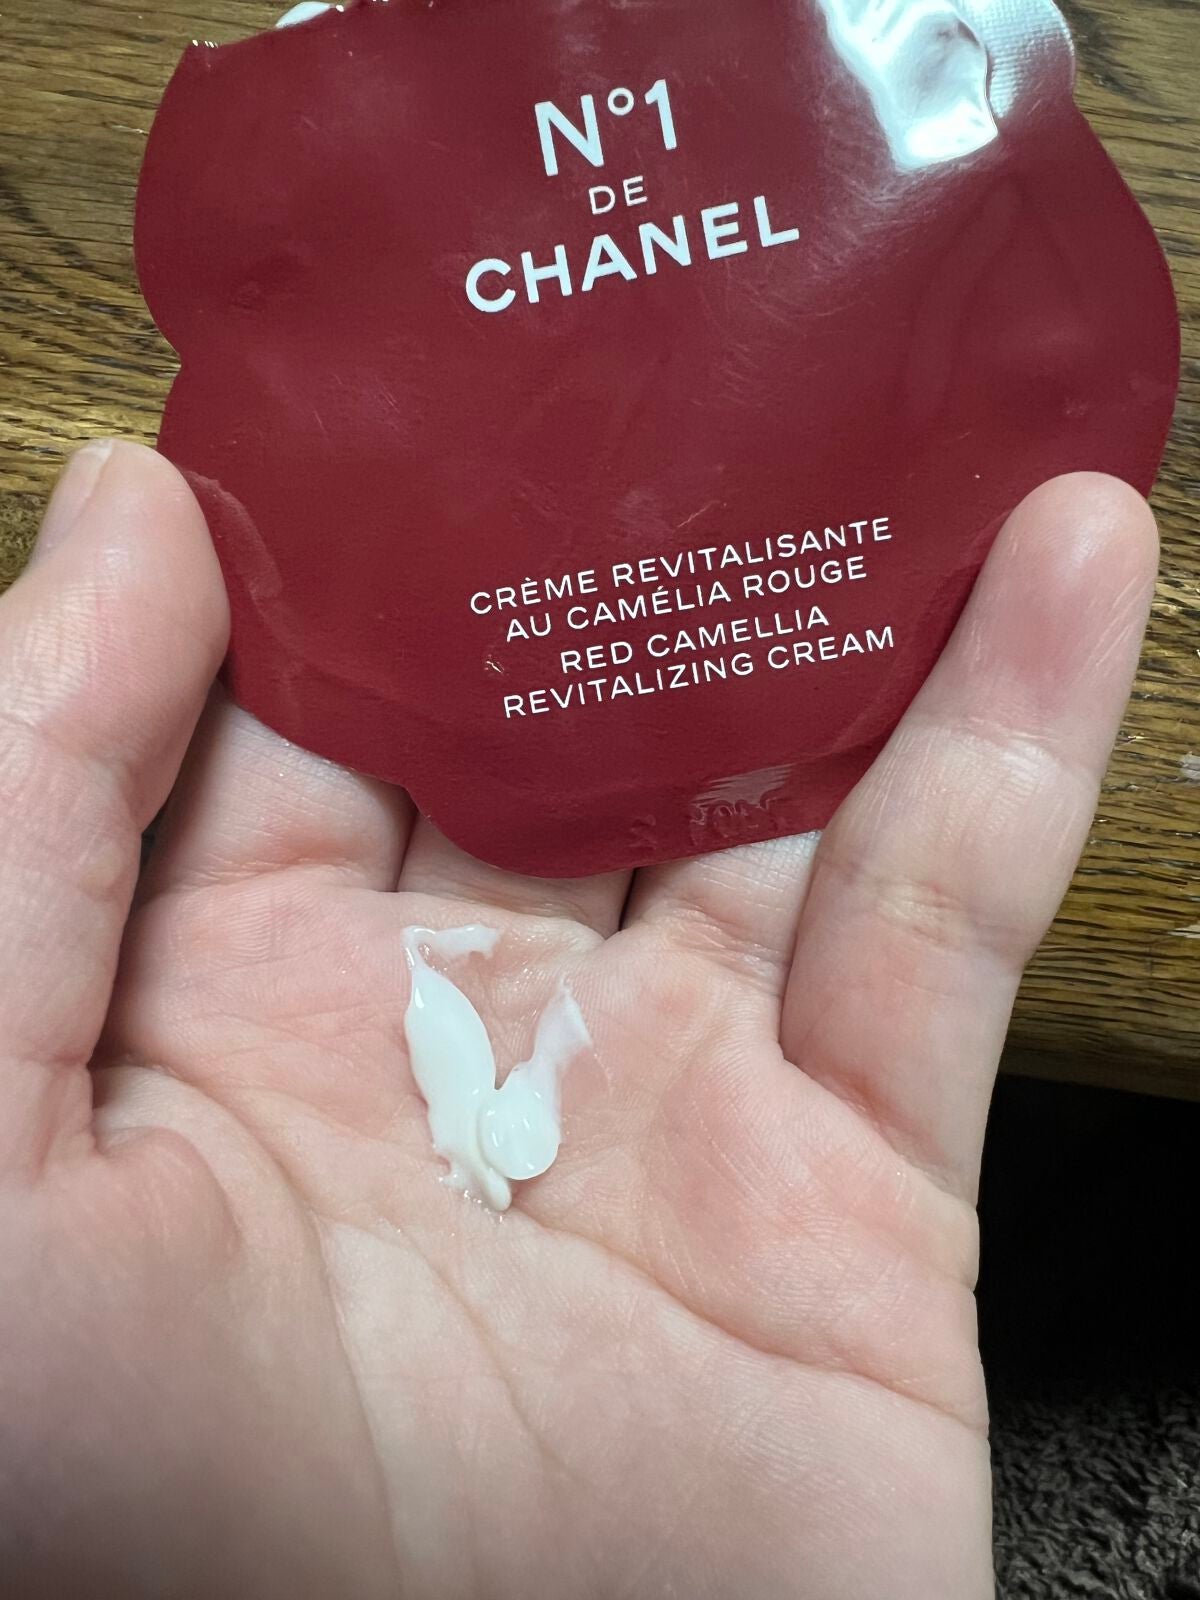 N°1
DE
CHANEL
CRÈME REVITALISANTE
AU CAMÉLIA ROUGE
RED CAMELLIA
REVITALIZING CREAM